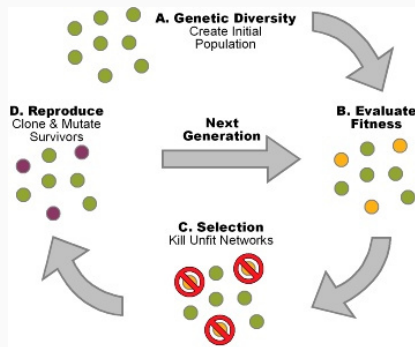 A. Genetic Diversity
Create Initial
Population
D. Reproduce
Clone & Mutate
Survivors
Next
Generation
B. Evaluate
Fitness
C. Selection
Kill Unfit Networks